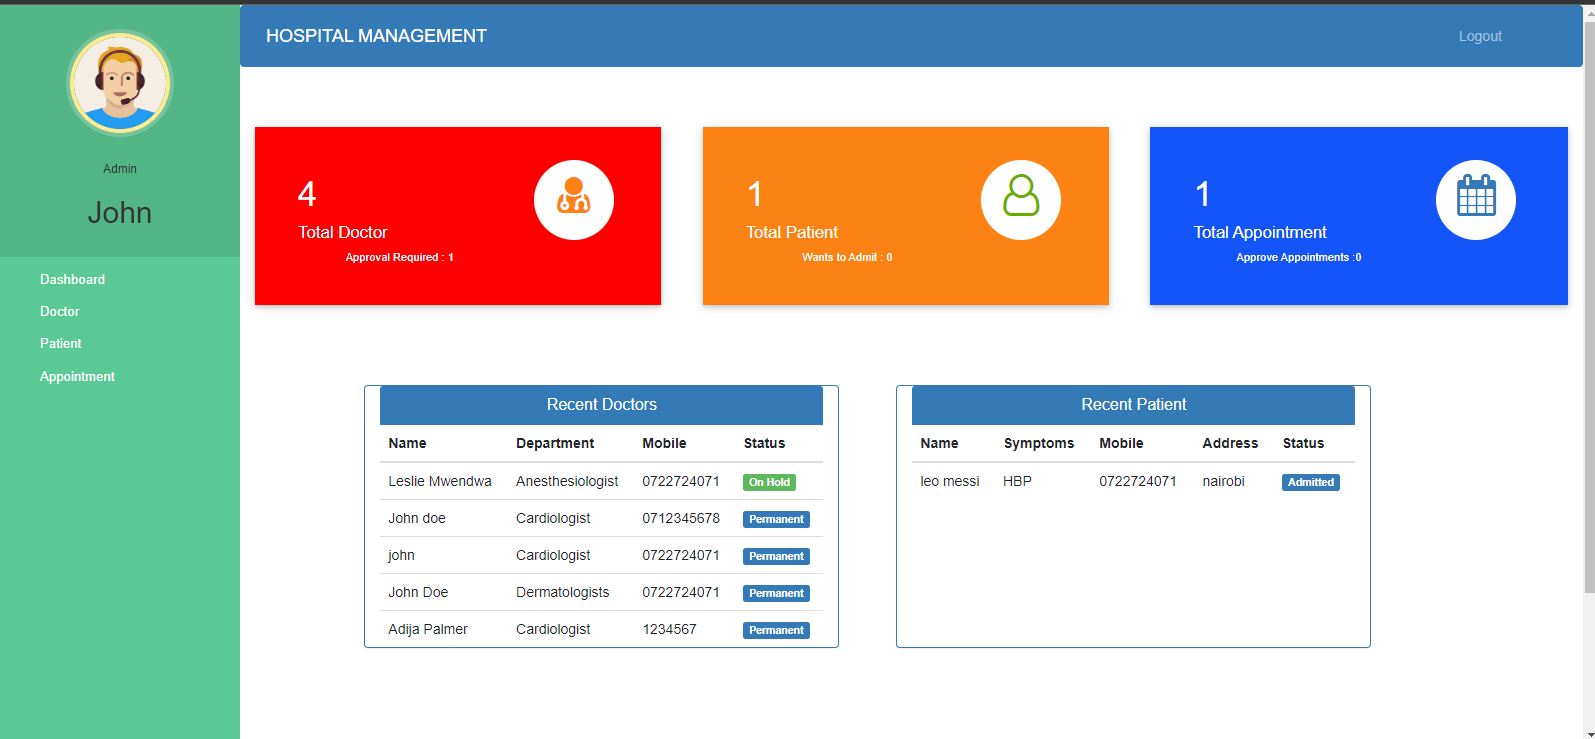 HOSPITAL MANAGEMENT
Logout
Admin
John
Dashboard
Doctor
Patient
Appointment
4
Total Doctor
Approval Required : 1
1
Total Patient
Wants to Admit : 0
1
Total Appointment
Approve Appointments :0
Recent Doctors
Name Department Mobile Status
Leslie Mwendwa Anesthesiologist 0722724071 On Hold
John doe Cardiologist 0712345678 Permanent
john Cardiologist 0722724071 Permanent
John Doe Dermatologists 0722724071 Permanent
Adija Palmer Cardiologist 1234567 Permanent
Recent Patient
Name Symptoms Mobile Address Status
leo messi HBP 0722724071 nairobi Admitted